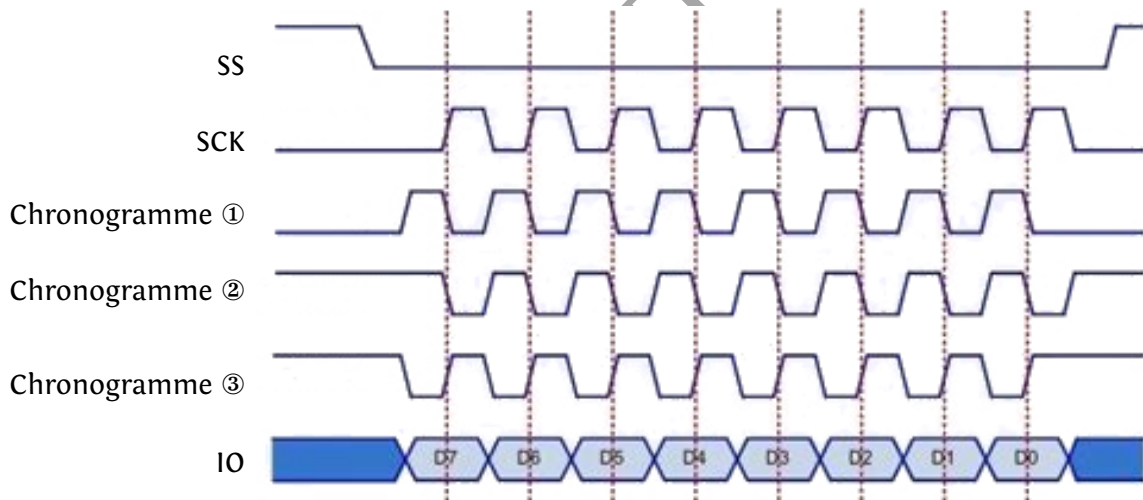 SS
SCK
Chronogramme ①
Chronogramme ②
Chronogramme ③
IO D7 D6 D5 D4 D3 D2 D1 D0